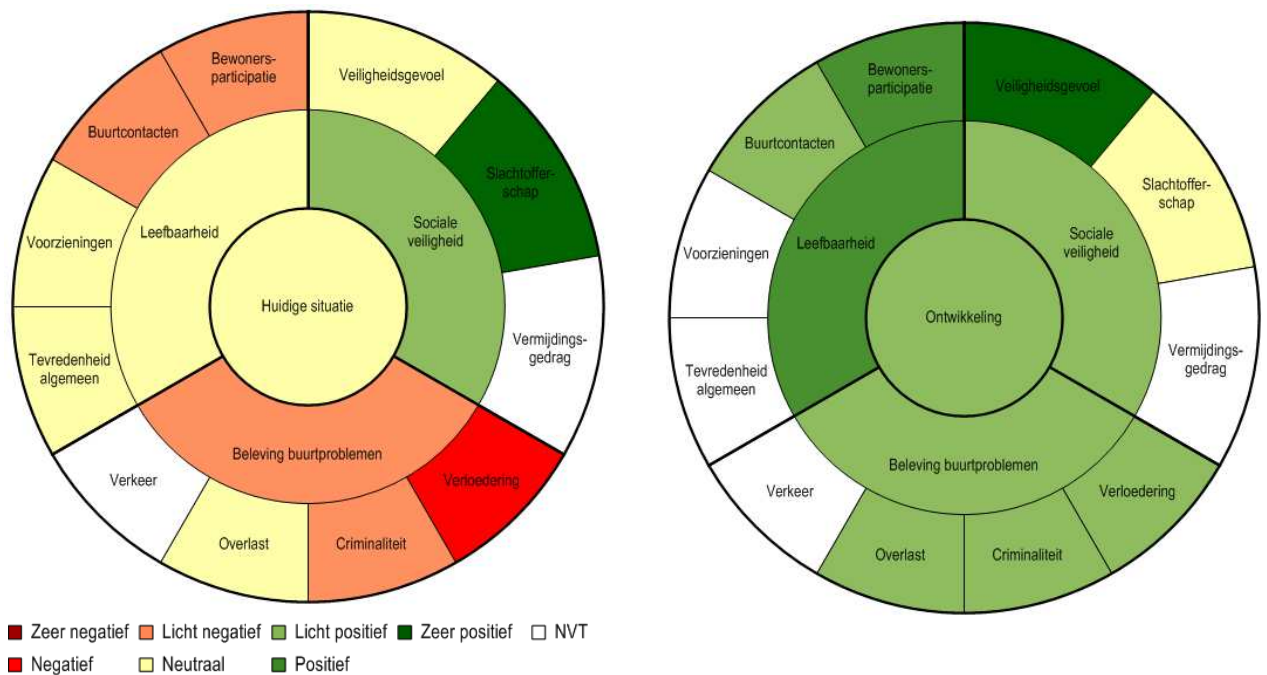 Bewoners-
participatie
Veiligheidsgevoel
Buurtcontacten
Slachtoffer-
schap
Voorzieningen
Leefbaarheid
Sociale
veiligheid
Huidige situatie
Tevredenheid
algemeen
Vermijdings-
gedrag
Beleving buurtproblemen
Verkeer
Verloedering
Overlast
Criminaliteit
Bewoners-
participatie
Veiligheidsgevoel
Buurtcontacten
Slachtoffer-
schap
Voorzieningen
Leefbaarheid
Sociale
veiligheid
Ontwikkeling
Tevredenheid
algemeen
Vermijdings-
gedrag
Beleving buurtproblemen
Verkeer
Verloedering
Overlast
Criminaliteit
Zeer negatief Licht negatief Licht positief Zeer positief NVT
Negatief Neutraal Positief